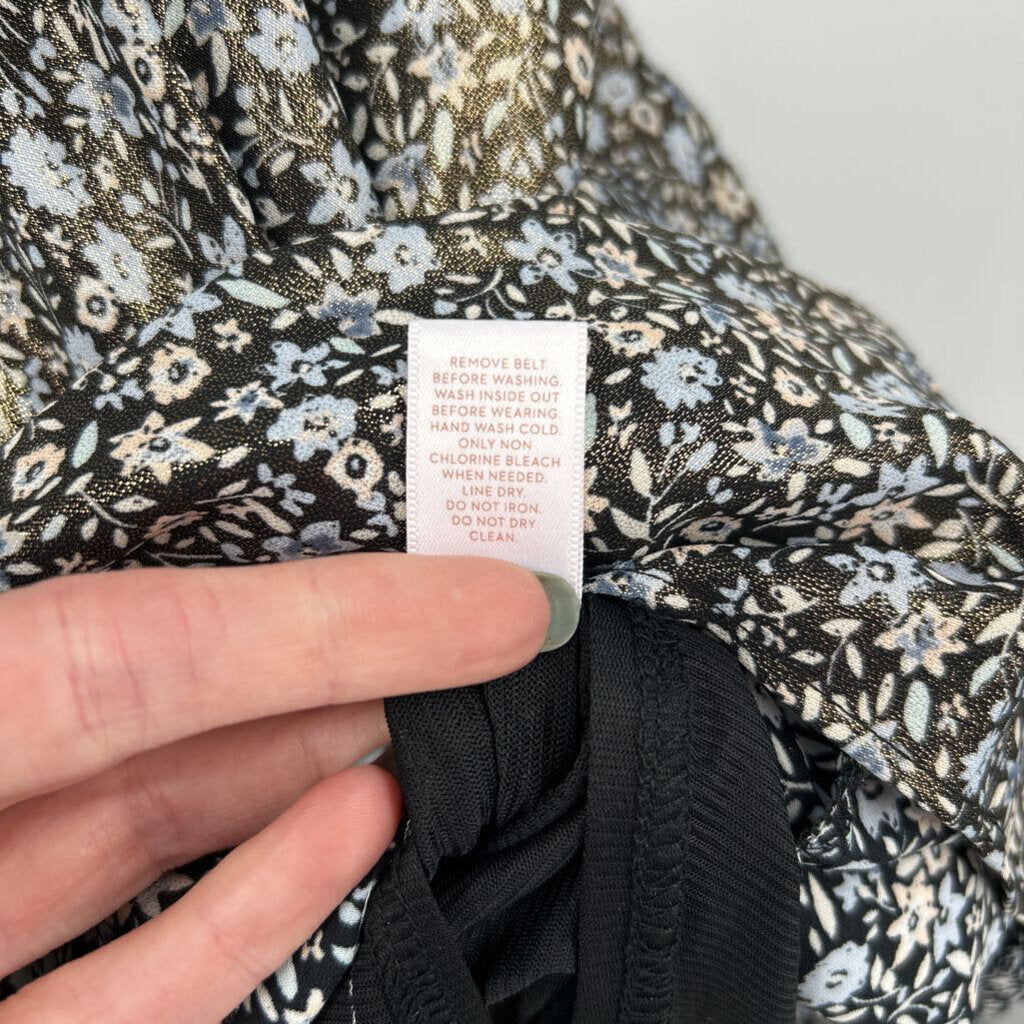 REMOVE BELT
BEFORE WASHING.
WASH INSIDE OUT
BEFORE WEARING.
HAND WASH COLD.
ONLY NON
CHLORINE BLEACH
WHEN NEEDED.
LINE DRY.
DO NOT IRON.
DO NOT DRY
CLEAN.